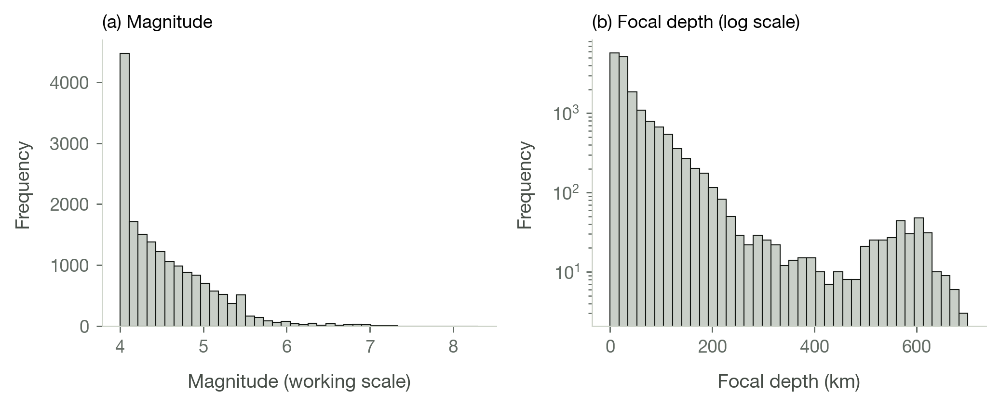 (a) Magnitude
Frequency
4000
3000
2000
1000
0
4 5 6 7 8
Magnitude (working scale)
(b) Focal depth (log scale)
Frequency
10³
10²
10¹
0 200 400 600
Focal depth (km)